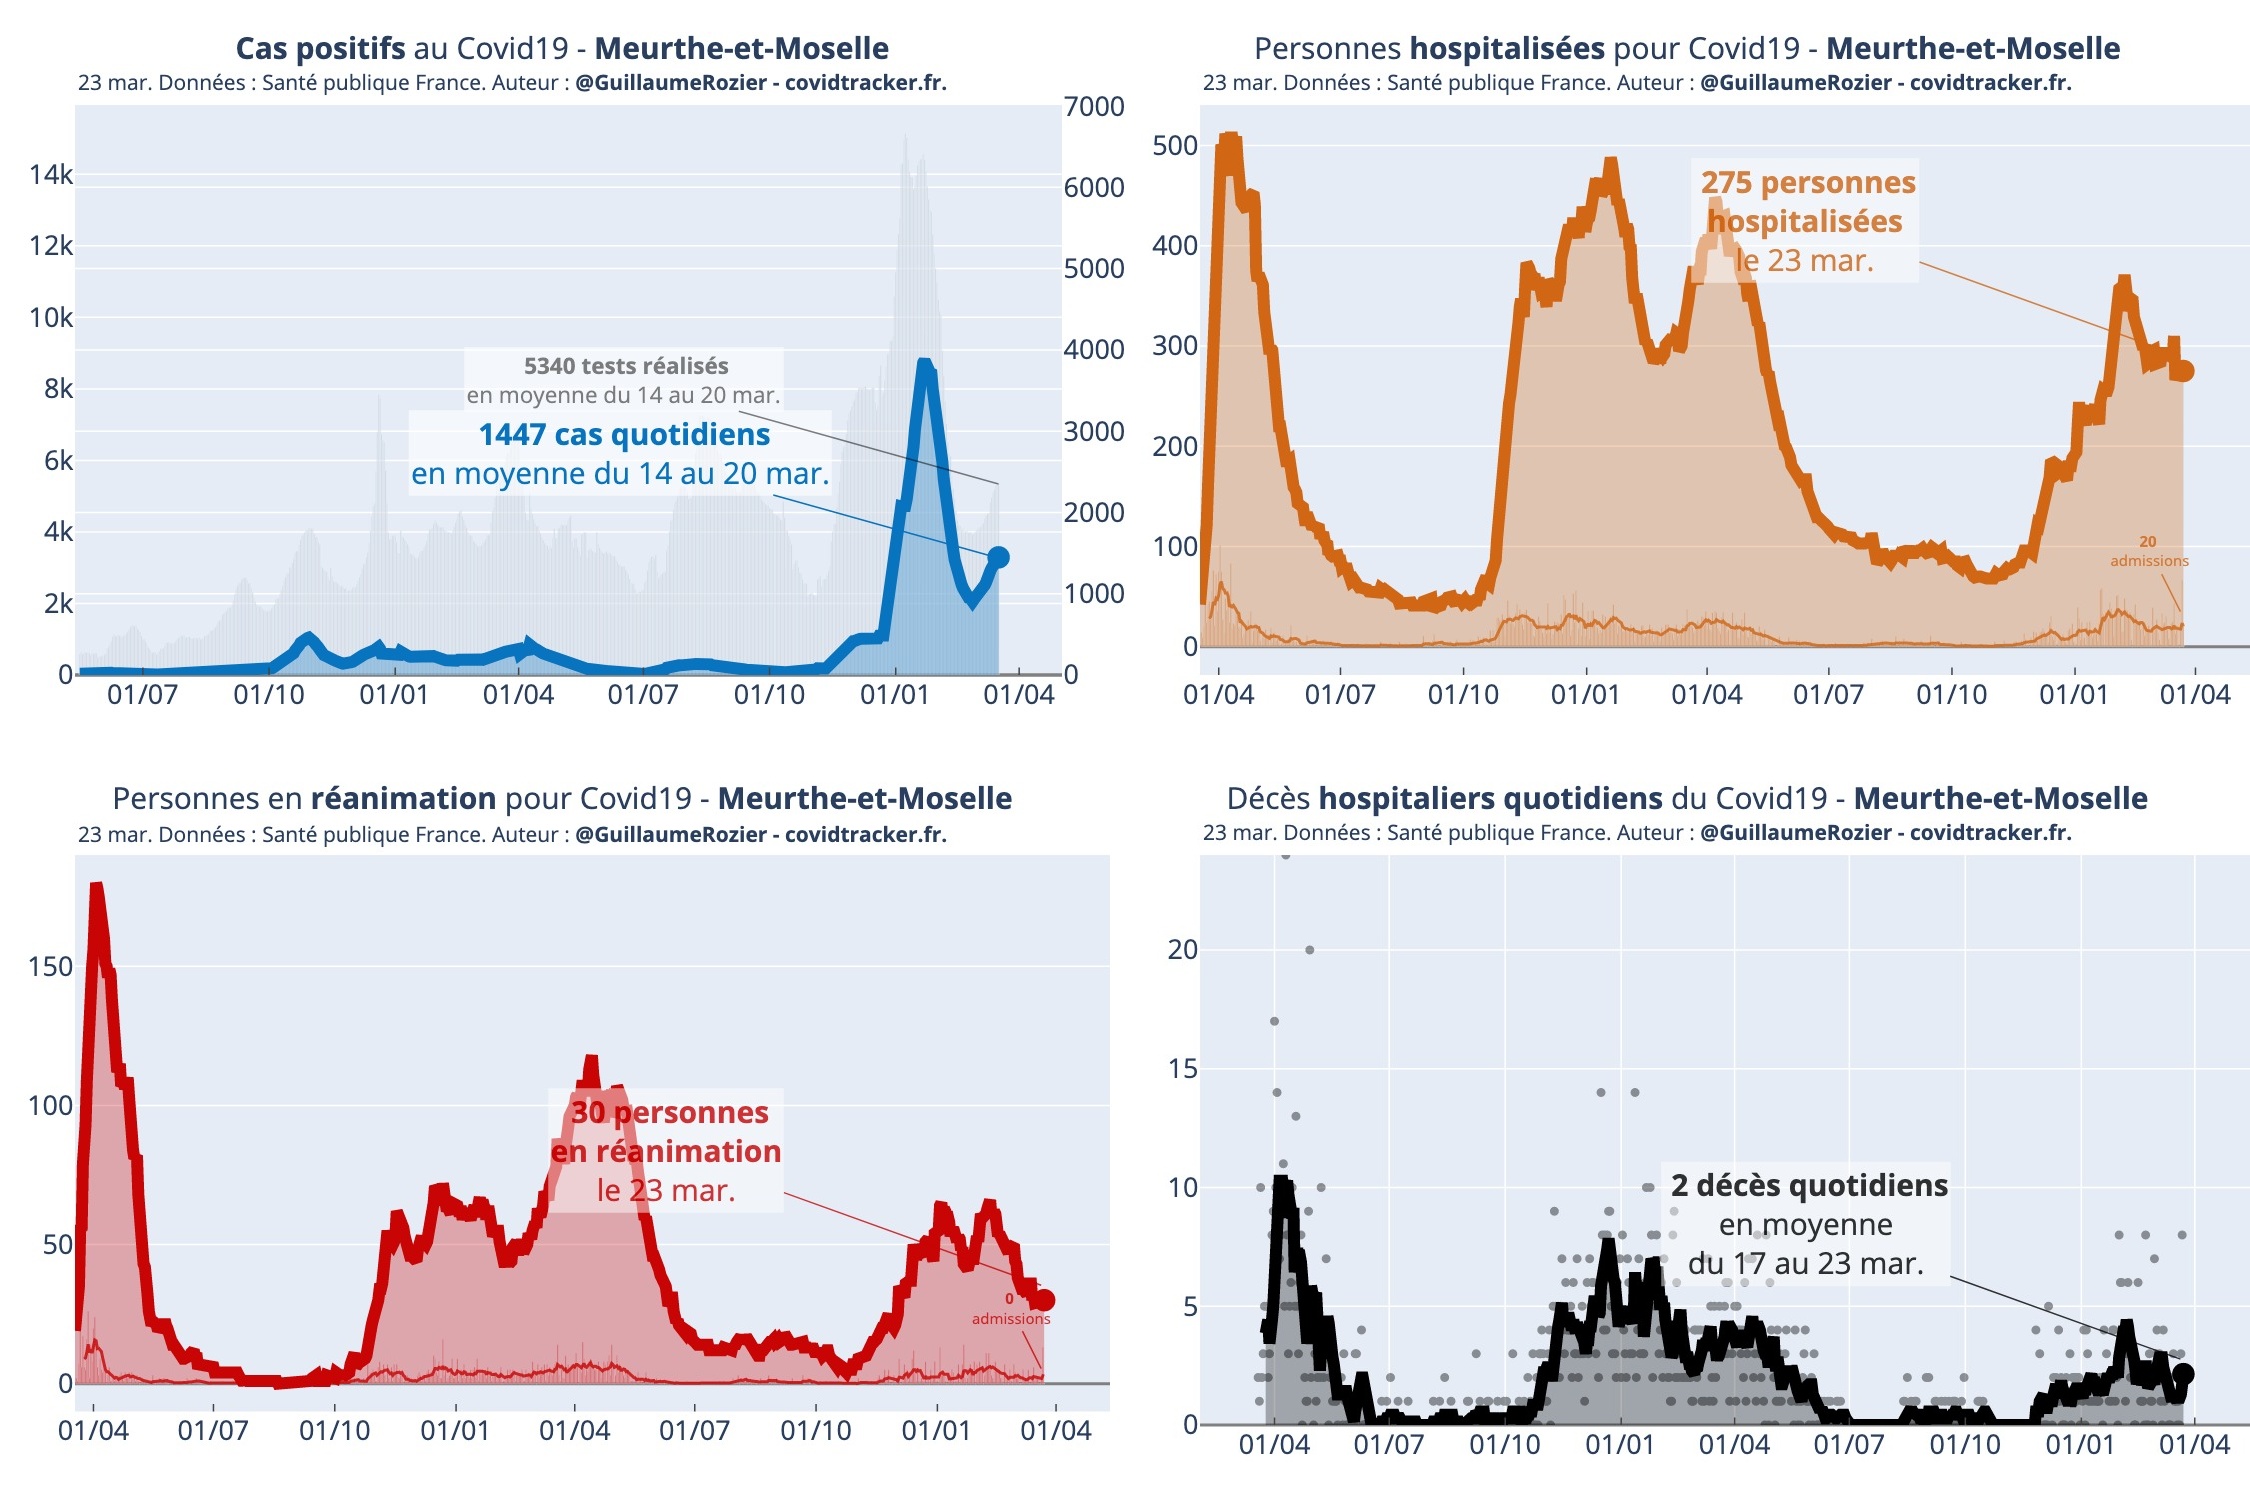 Cas positifs au Covid19 - Meurthe-et-Moselle
23 mar. Données : Santé publique France. Auteur : @GuillaumeRozier - covidtracker.fr.
7000
14k
6000
12k
5000
10k
4000
8k
5340 tests réalisés
en moyenne du 14 au 20 mar.
1447 cas quotidiens
en moyenne du 14 au 20 mar.
3000
6k
2000
4k
1000
2k
0
0
01/07 01/10 01/01 01/04 01/07 01/10 01/01 01/04
Personnes hospitalisées pour Covid19 - Meurthe-et-Moselle
23 mar. Données : Santé publique France. Auteur : @GuillaumeRozier - covidtracker.fr.
500
275 personnes
hospitalisées
le 23 mar.
400
300
200
100
20
admissions
0
01/04 01/07 01/10 01/01 01/04 01/07 01/10 01/01 01/04
Personnes en réanimation pour Covid19 - Meurthe-et-Moselle
23 mar. Données : Santé publique France. Auteur : @GuillaumeRozier - covidtracker.fr.
150
100
30 personnes
en réanimation
le 23 mar.
50
0
admissions
0
01/04 01/07 01/10 01/01 01/04 01/07 01/10 01/01 01/04
Décès hospitaliers quotidiens du Covid19 - Meurthe-et-Moselle
23 mar. Données : Santé publique France. Auteur : @GuillaumeRozier - covidtracker.fr.
20
15
10
2 décès quotidiens
en moyenne
du 17 au 23 mar.
5
0
01/04 01/07 01/10 01/01 01/04 01/07 01/10 01/01 01/04